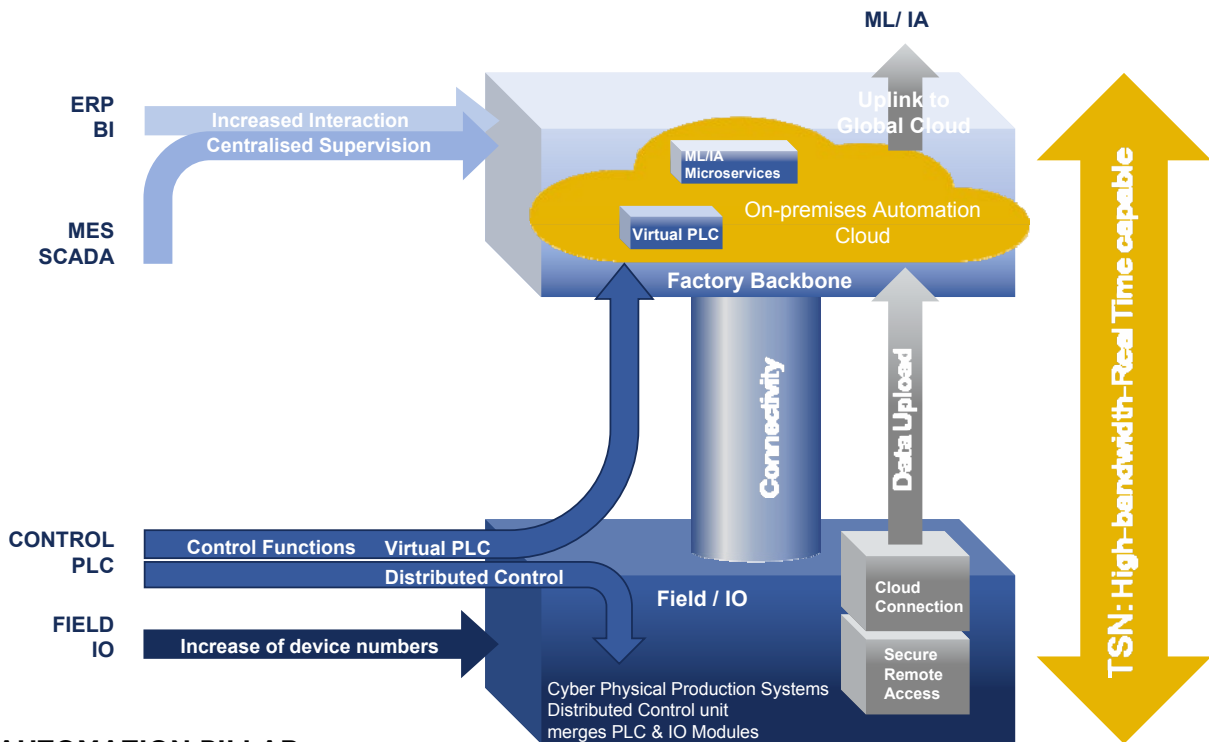 ML/ IA
ERP
BI
Increased Interaction
Centralised Supervision
Uplink to
Global Cloud
ML/IA
Microservices
On-premises Automation
Cloud
Virtual PLC
MES
SCADA
Factory Backbone
Connectivity
Data Upload
TSN: High-bandwidth-Real Time capable
CONTROL
PLC
Control Functions Virtual PLC
Distributed Control
FIELD
IO
Increase of device numbers
Field / IO
Cloud
Connection
Secure
Remote
Access
Cyber Physical Production Systems
Distributed Control unit
merges PLC & IO Modules
AUTOMATION PILLAR